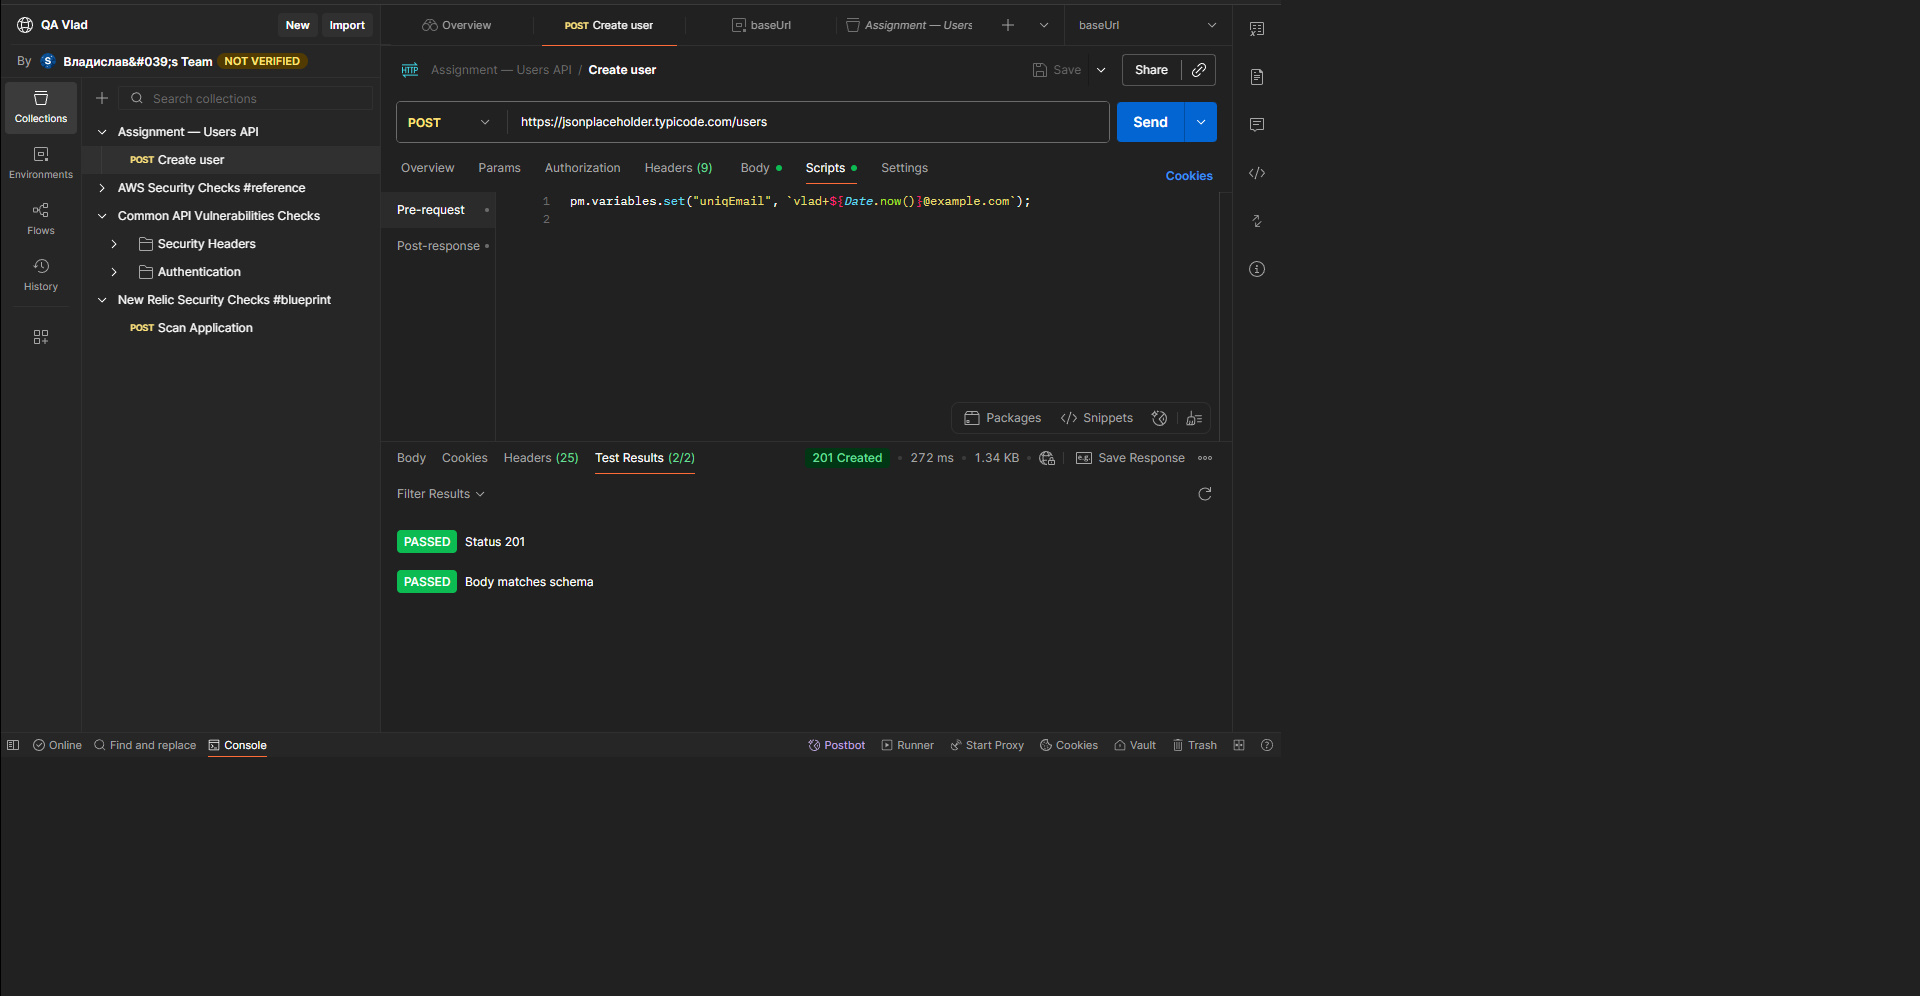 QA Vlad
New
Import
Overview
POST Create user
baseUrl
Assignment — Users
baseUrl
By S Владислав&#039;s Team NOT VERIFIED
Assignment — Users API / Create user
Save
Share
Collections
Environments
Flows
History
Search collections
Assignment — Users API
POST Create user
AWS Security Checks #reference
Common API Vulnerabilities Checks
Security Headers
Authentication
New Relic Security Checks #blueprint
POST Scan Application
POST
https://jsonplaceholder.typicode.com/users
Send
Overview Params Authorization Headers (9) Body Scripts Settings
Cookies
Pre-request
Post-response
1 pm.variables.set("uniqEmail", `vlad+${Date.now()}@example.com`);
2
Packages
Snippets
Body Cookies Headers (25) Test Results (2/2)
201 Created 272 ms 1.34 KB e.g. Save Response
Filter Results
PASSED Status 201
PASSED Body matches schema
Online Find and replace Console
Postbot Runner Start Proxy Cookies Vault Trash